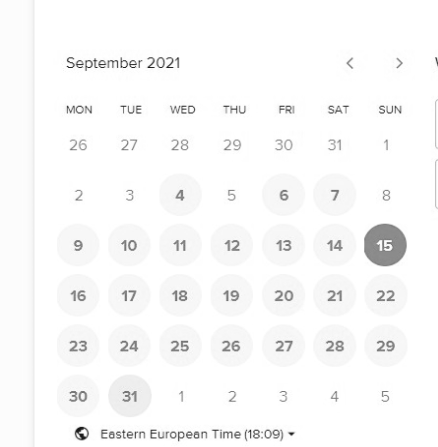 September 2021
MON TUE WED THU FRI SAT SUN
26 27 28 29 30 31 1
2 3 4 5 6 7 8
9 10 11 12 13 14 15
16 17 18 19 20 21 22
23 24 25 26 27 28 29
30 31 1 2 3 4 5
Eastern European Time (18:09)